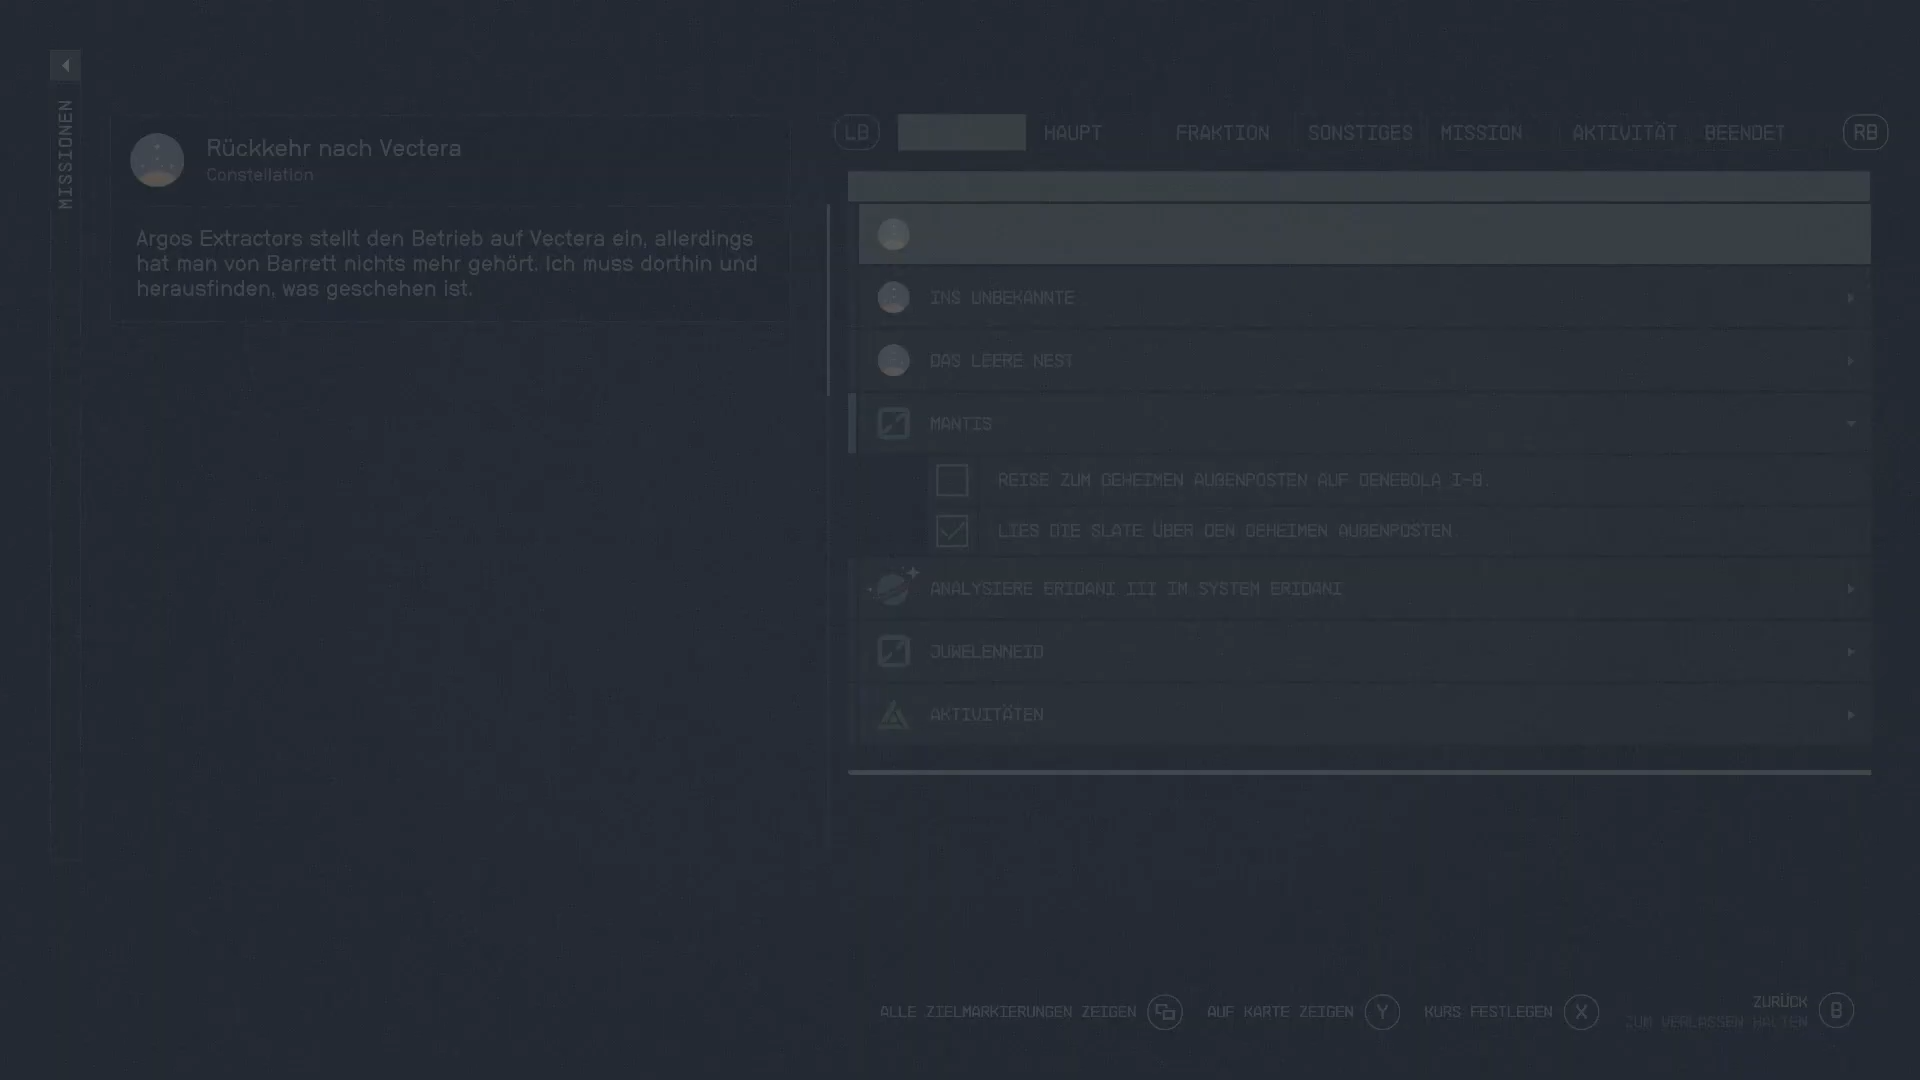 MISSIONEN
Rückkehr nach Vectera
Constellation
Argos Extractors stellt den Betrieb auf Vectera ein, allerdings
hat man von Barrett nichts mehr gehört. Ich muss dorthin und
herausfinden, was geschehen ist.
LB HAUPT FRAKTION SONSTIGES MISSION AKTIVITÄT BEENDET RB
INS UNBEKANNTE
DAS LEERE NEST
MANTIS
REISE ZUM GEHEIMEN AUßENPOSTEN AUF DENEBOLA I-B.
LIES DIE SLATE ÜBER DEN GEHEIMEN AUßENPOSTEN
ANALYSIERE ERIDANI III IM SYSTEM ERIDANI
JUWELENNEID
AKTIVITÄTEN
ALLE ZIELMARKIERUNGEN ZEIGEN AUF KARTE ZEIGEN Y KURS FESTLEGEN X ZURÜCK B
ZUM VERLASSEN HALTEN